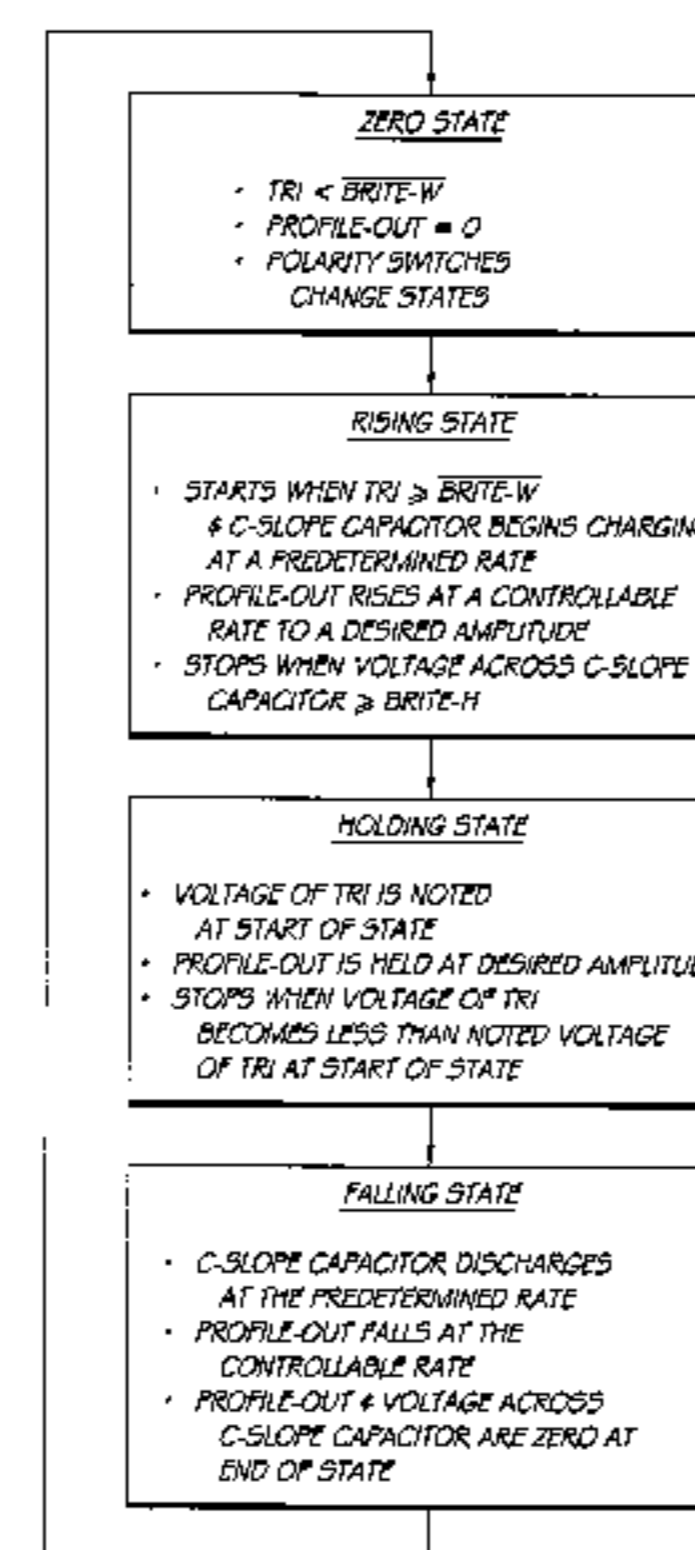 ZERO STATE
· TRI < B̅R̅I̅T̅E̅-̅W̅
· PROFILE-OUT = 0
· POLARITY SWITCHES
CHANGE STATES
RISING STATE
· STARTS WHEN TRI ⩾ B̅R̅I̅T̅E̅-̅W̅
& C-SLOPE CAPACITOR BEGINS CHARGING
AT A PREDETERMINED RATE
· PROFILE-OUT RISES AT A CONTROLLABLE
RATE TO A DESIRED AMPLITUDE
· STOPS WHEN VOLTAGE ACROSS C-SLOPE
CAPACITOR ⩾ BRITE-H
HOLDING STATE
· VOLTAGE OF TRI IS NOTED
AT START OF STATE
· PROFILE-OUT IS HELD AT DESIRED AMPLITUDE
· STOPS WHEN VOLTAGE OF TRI
BECOMES LESS THAN NOTED VOLTAGE
OF TRI AT START OF STATE
FALLING STATE
· C-SLOPE CAPACITOR DISCHARGES
AT THE PREDETERMINED RATE
· PROFILE-OUT FALLS AT THE
CONTROLLABLE RATE
· PROFILE-OUT & VOLTAGE ACROSS
C-SLOPE CAPACITOR ARE ZERO AT
END OF STATE